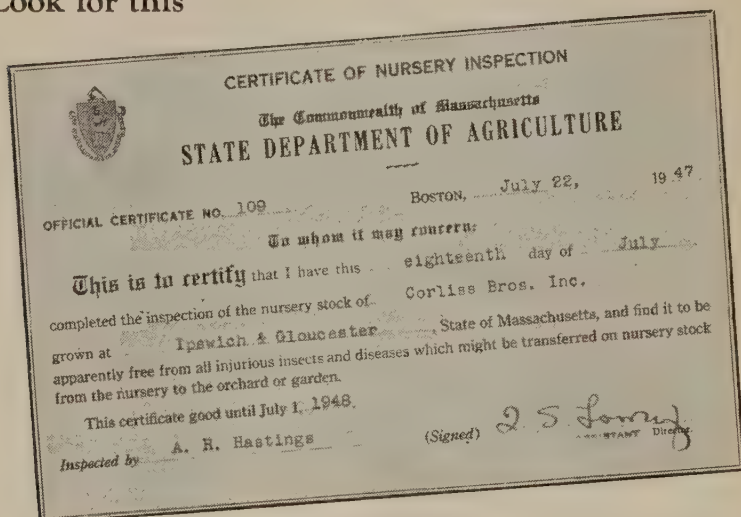 Look for this
CERTIFICATE OF NURSERY INSPECTION
The Commonwealth of Massachusetts
STATE DEPARTMENT OF AGRICULTURE
OFFICIAL CERTIFICATE NO. 109 BOSTON, July 22, 1947
To whom it may concern:
This is to certify that I have this eighteenth day of July
completed the inspection of the nursery stock of Corliss Bros. Inc.
grown at Ipswich & Gloucester, State of Massachusetts, and find it to be
apparently free from all injurious insects and diseases which might be transferred on nursery stock
from the nursery to the orchard or garden.
This certificate good until July 1, 1948.
Inspected by A. R. Hastings (Signed)
ASSISTANT Director